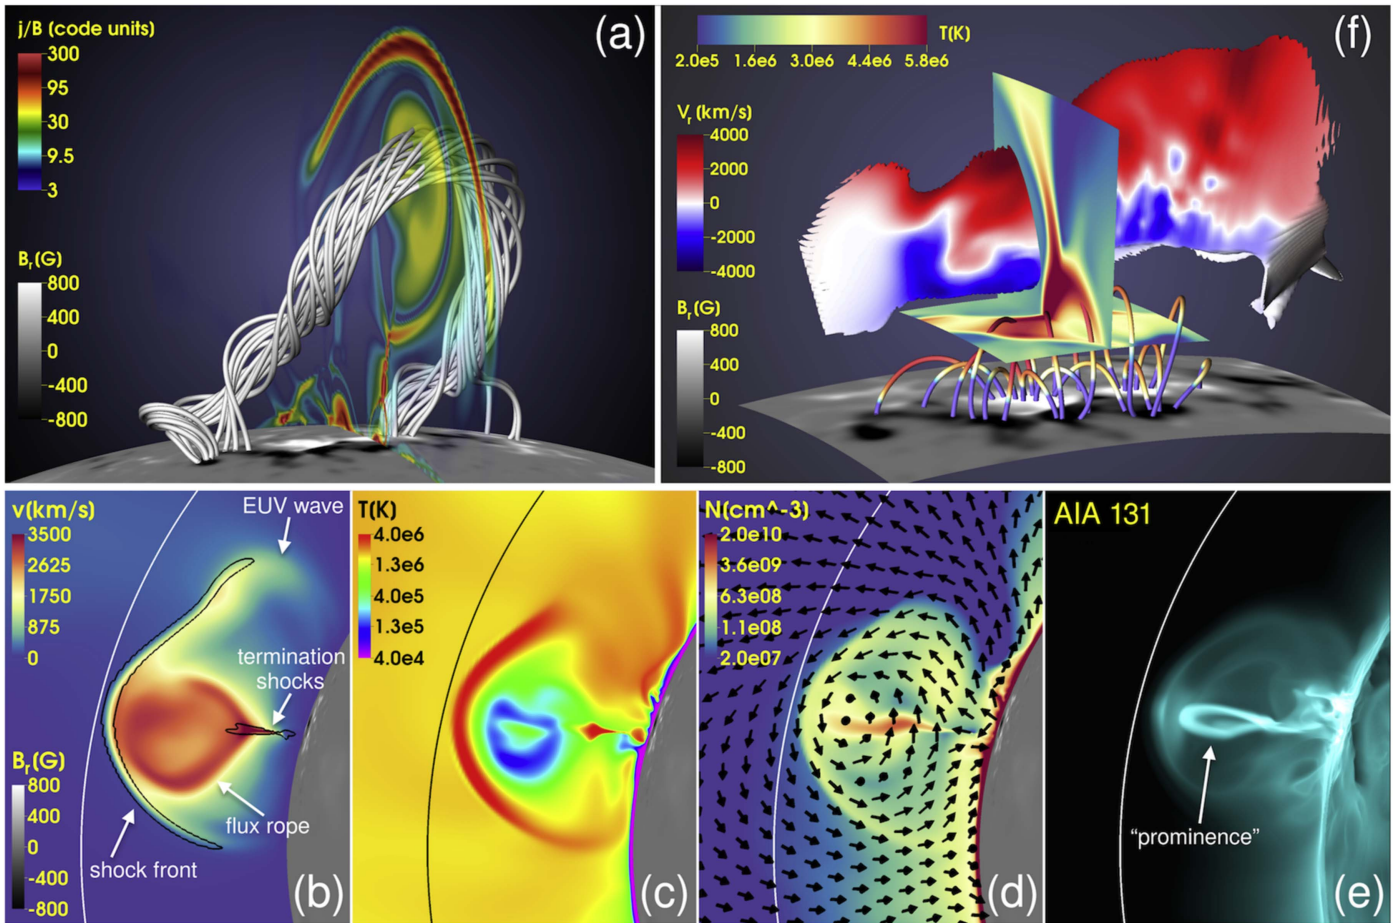 j/B (code units)
300
95
30
9.5
3
Br(G)
800
400
0
-400
-800
(a)
T(K)
2.0e5 1.6e6 3.0e6 4.4e6 5.8e6
Vr (km/s)
4000
2000
0
-2000
-4000
Br(G)
800
400
0
-400
-800
(f)
v(km/s)
3500
2625
1750
875
0
EUV wave
termination
shocks
Br(G)
800
400
0
-400
-800
flux rope
shock front
(b)
T(K)
4.0e6
1.3e6
4.0e5
1.3e5
4.0e4
(c)
N(cm^-3)
2.0e10
3.6e09
6.3e08
1.1e08
2.0e07
(d)
AIA 131
“prominence”
(e)